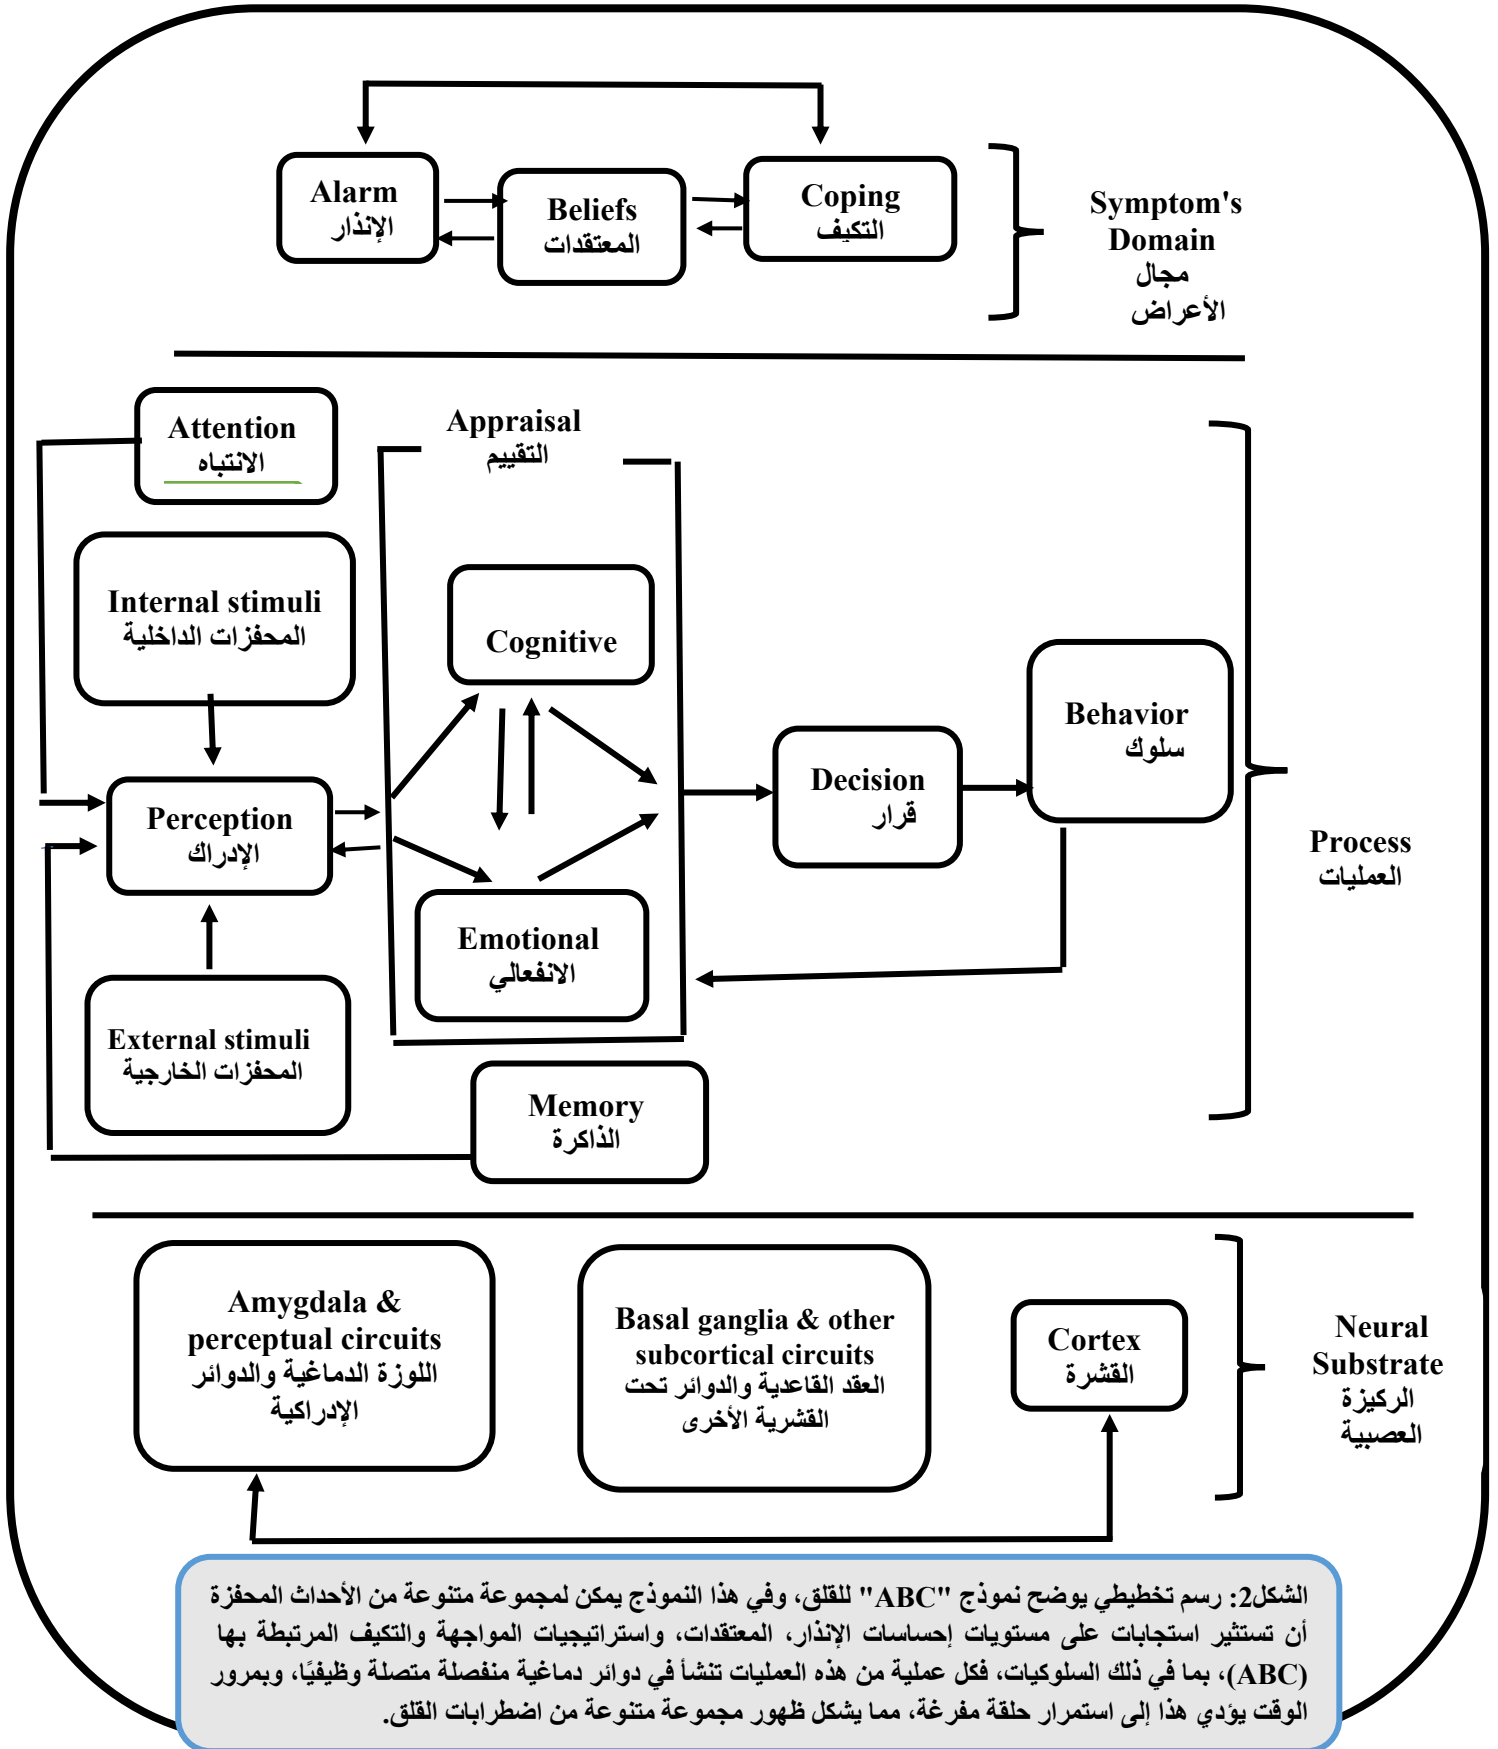 Alarm
الإنذار
Beliefs
المعتقدات
Coping
التكيف
Symptom's
Domain
مجال
الأعراض
Attention
الانتباه
Appraisal
التقييم
Internal stimuli
المحفزات الداخلية
Cognitive
Behavior
سلوك
Decision
قرار
Perception
الإدراك
Process
العمليات
Emotional
الانفعالي
External stimuli
المحفزات الخارجية
Memory
الذاكرة
Amygdala &
perceptual circuits
اللوزة الدماغية والدوائر
الإدراكية
Basal ganglia & other
subcortical circuits
العقد القاعدية والدوائر تحت
القشرية الأخرى
Cortex
القشرة
Neural
Substrate
الركيزة
العصبية
الشكل2: رسم تخطيطي يوضح نموذج "ABC" للقلق، وفي هذا النموذج يمكن لمجموعة متنوعة من الأحداث المحفزة
أن تستثير استجابات على مستويات إحساسات الإنذار، المعتقدات، واستراتيجيات المواجهة والتكيف المرتبطة بها
(ABC)، بما في ذلك السلوكيات، فكل عملية من هذه العمليات تنشأ في دوائر دماغية منفصلة متصلة وظيفيًا، وبمرور
الوقت يؤدي هذا إلى استمرار حلقة مفرغة، مما يشكل ظهور مجموعة متنوعة من اضطرابات القلق.